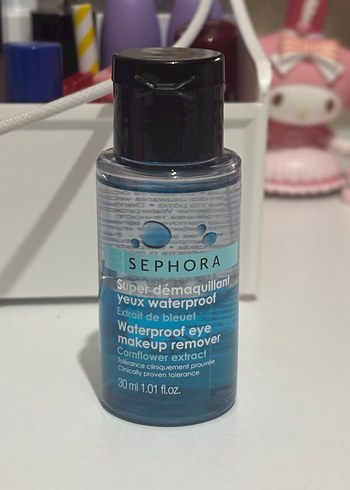 SEPHORA
Super démaquillant
yeux waterproof
Extrait de bleuet
Waterproof eye
makeup remover
Cornflower extract
Tolérance cliniquement prouvée
Clinically proven tolerance
30 ml 1.01 fl.oz.